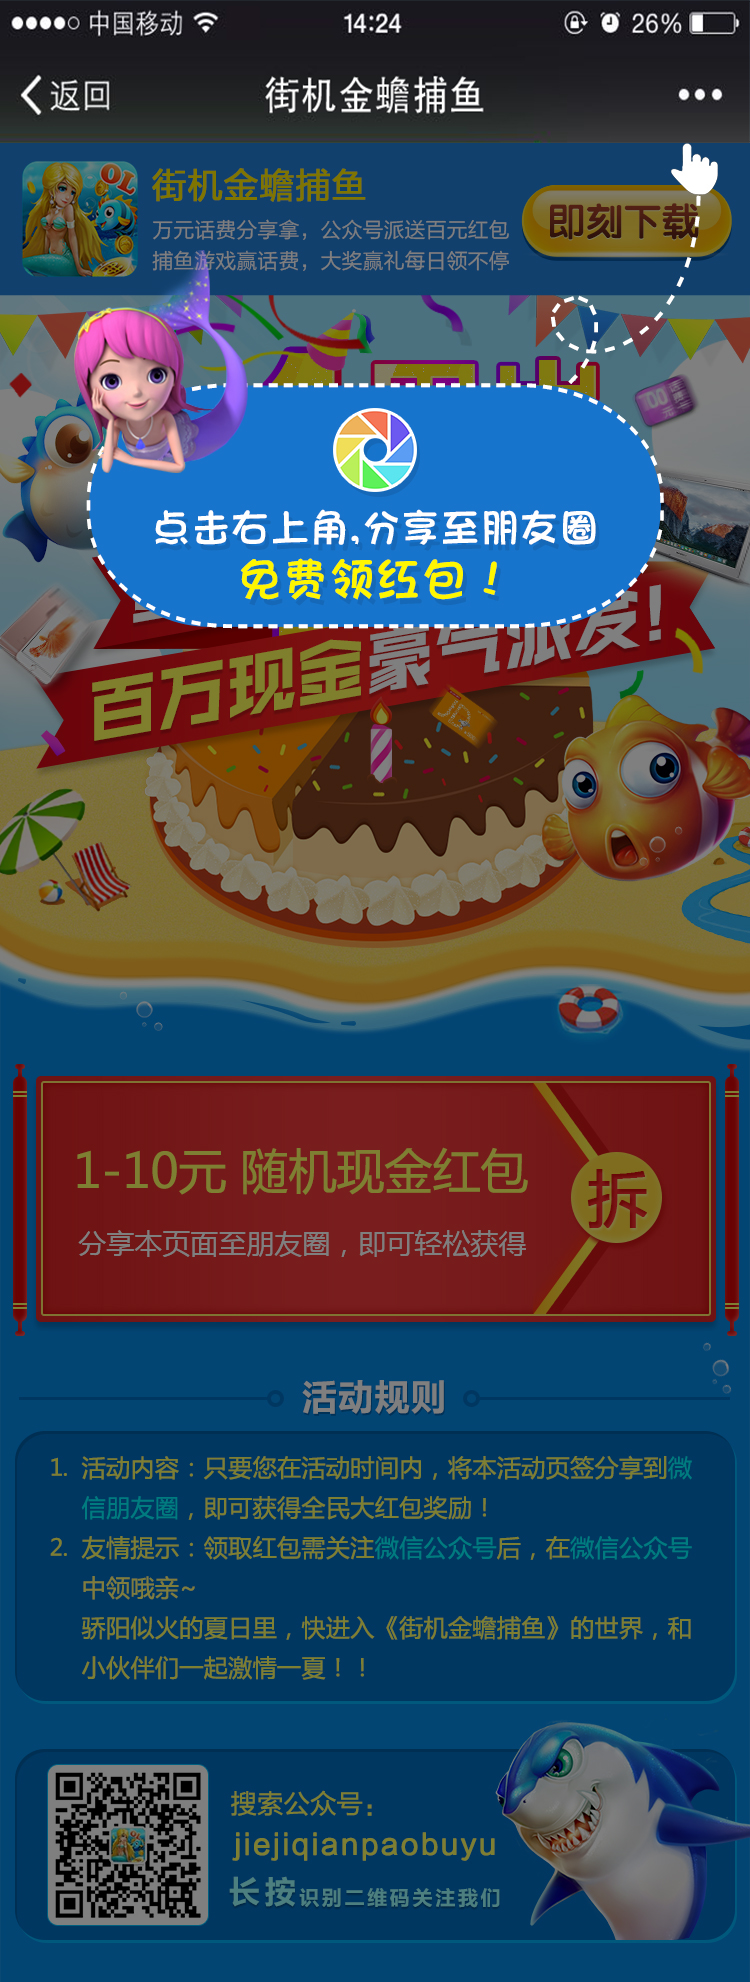 中国移动 14:24 26%
返回 街机金蟾捕鱼
OL
街机金蟾捕鱼
万元话费分享拿，公众号派送百元红包
捕鱼游戏赢话费，大奖赢礼每日领不停
即刻下载
100
点击右上角,分享至朋友圈
免费领红包！
百万现金豪气派发!
JD
1-10元 随机现金红包
分享本页面至朋友圈，即可轻松获得
拆
活动规则
1. 活动内容：只要您在活动时间内，将本活动页签分享到微
信朋友圈，即可获得全民大红包奖励！
2. 友情提示：领取红包需关注微信公众号后，在微信公众号
中领哦亲~
骄阳似火的夏日里，快进入《街机金蟾捕鱼》的世界，和
小伙伴们一起激情一夏！！
搜索公众号：
jiejiqianpaobuyu
长按识别二维码关注我们